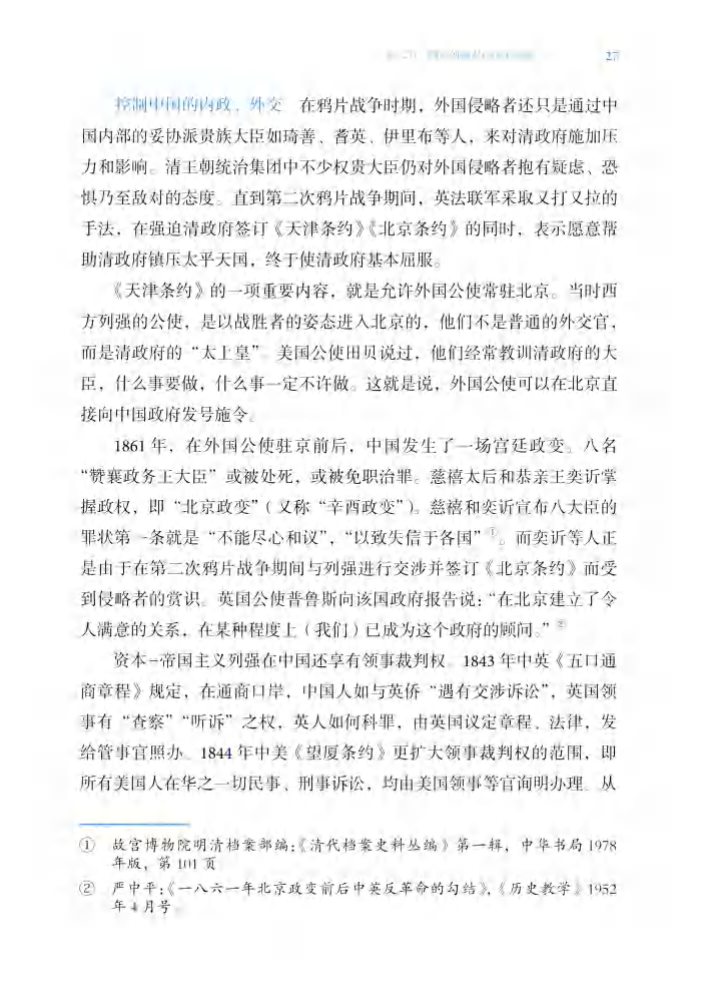 27
控制中国的内政、外交 在鸦片战争时期，外国侵略者还只是通过中
国内部的妥协派贵族大臣如琦善、耆英、伊里布等人，来对清政府施加压
力和影响。清王朝统治集团中不少权贵大臣仍对外国侵略者抱有疑虑、恐
惧乃至敌对的态度。直到第二次鸦片战争期间，英法联军采取又打又拉的
手法，在强迫清政府签订《天津条约》《北京条约》的同时，表示愿意帮
助清政府镇压太平天国，终于使清政府基本屈服。
《天津条约》的一项重要内容，就是允许外国公使常驻北京。当时西
方列强的公使，是以战胜者的姿态进入北京的，他们不是普通的外交官，
而是清政府的“太上皇”。美国公使田贝说过，他们经常教训清政府的大
臣，什么事要做，什么事一定不许做。这就是说，外国公使可以在北京直
接向中国政府发号施令。
1861 年，在外国公使驻京前后，中国发生了一场宫廷政变。八名
“赞襄政务王大臣”或被处死，或被免职治罪。慈禧太后和恭亲王奕䜣掌
握政权，即“北京政变”（又称“辛酉政变”）。慈禧和奕䜣宣布八大臣的
罪状第一条就是“不能尽心和议”，“以致失信于各国”①。而奕䜣等人正
是由于在第二次鸦片战争期间与列强进行交涉并签订《北京条约》而受
到侵略者的赏识。英国公使普鲁斯向该国政府报告说：“在北京建立了令
人满意的关系，在某种程度上（我们）已成为这个政府的顾问。”②
资本-帝国主义列强在中国还享有领事裁判权。1843 年中英《五口通
商章程》规定，在通商口岸，中国人如与英侨“遇有交涉诉讼”，英国领
事有“查察”“听诉”之权，英人如何科罪，由英国议定章程、法律，发
给管事官照办。1844 年中美《望厦条约》更扩大领事裁判权的范围，即
所有美国人在华之一切民事、刑事诉讼，均由美国领事等官询明办理。从
① 故宫博物院明清档案部编：《清代档案史料丛编》第一辑，中华书局 1978
年版，第 101 页
② 严中平：《一八六一年北京政变前后中英反革命的勾结》，《历史教学》1952
年 4 月号。